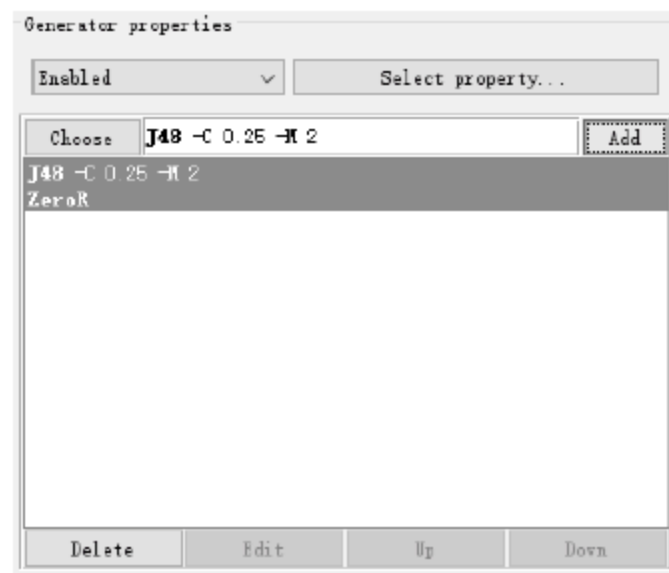 Generator properties
Enabled Select property...
Choose J48 -C 0.25 -M 2 Add
J48 -C 0.25 -M 2
ZeroR
Delete Edit Up Down